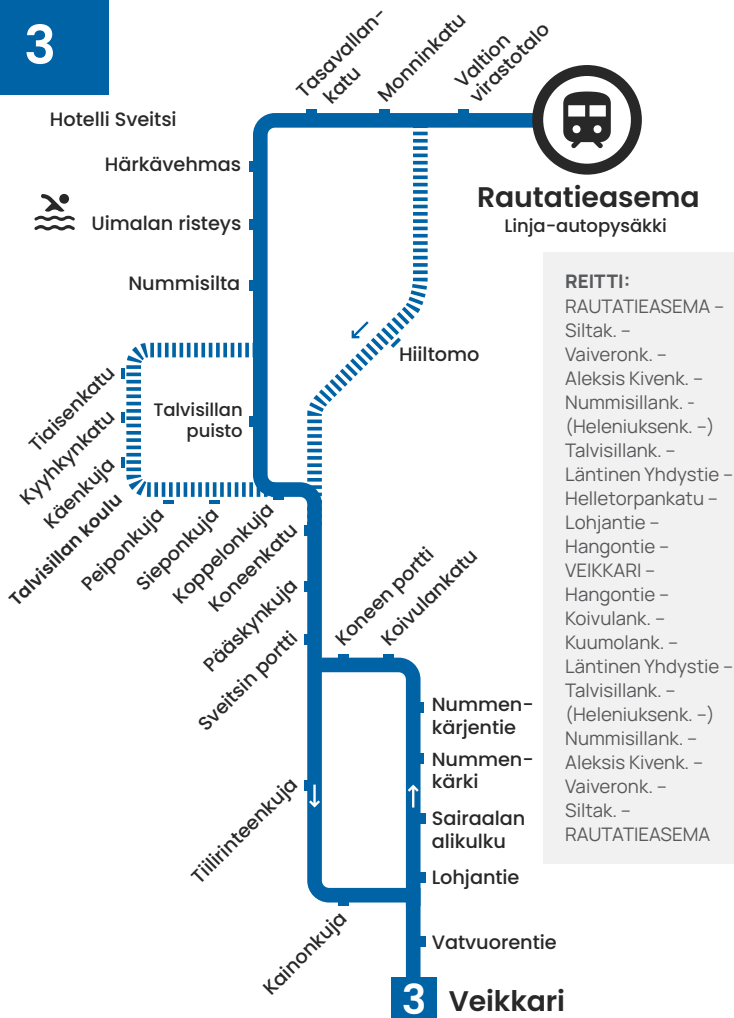 3
Tasavallan-
katu
Monninkatu
Valtion
virastotalo
Hotelli Sveitsi
Härkävehmas
Rautatieasema
Linja-autopysäkki
Uimalan risteys
Nummisilta
Hiiltomo
Tiaisenkatu
Kyyhkynkatu
Käenkuja
Talvisillan koulu
Talvisillan
puisto
Peiponkuja
Sieponkuja
Koppelonkuja
Koneenkatu
Pääskynkuja
Sveitsin portti
Koneen portti
Koivulankatu
Nummen-
kärjentie
Nummen-
kärki
Tiilirinteenkuja
Sairaalan
alikulku
Lohjantie
Kainonkuja
Vatvuorentie
3 Veikkari
REITTI:
RAUTATIEASEMA –
Siltak. –
Vaiveronk. –
Aleksis Kivenk. –
Nummisillank. -
(Heleniuksenk. –)
Talvisillank. –
Läntinen Yhdystie –
Helletorpankatu –
Lohjantie –
Hangontie –
VEIKKARI –
Hangontie –
Koivulank. –
Kuumolank. –
Läntinen Yhdystie –
Talvisillank. –
(Heleniuksenk. –)
Nummisillank. –
Aleksis Kivenk. –
Vaiveronk. –
Siltak. –
RAUTATIEASEMA